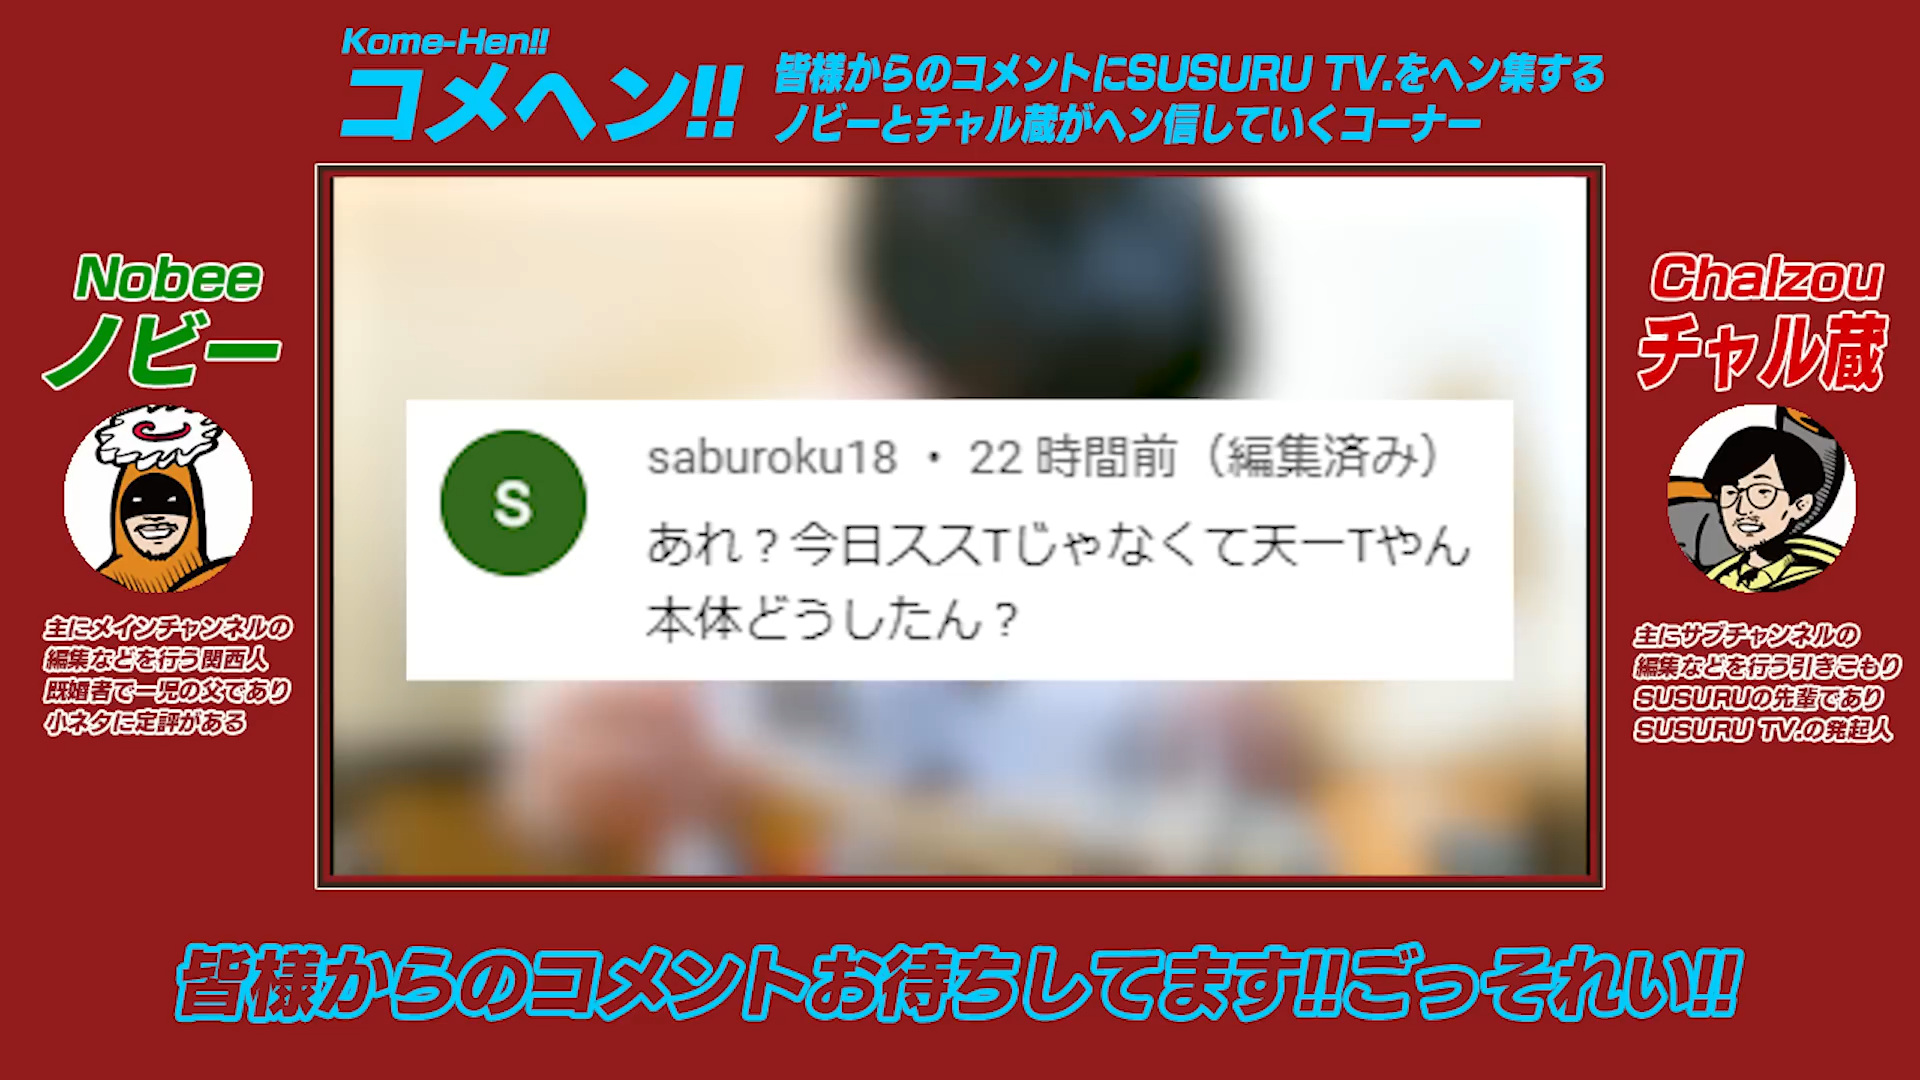 Kome-Hen!!
コメヘン!!
皆様からのコメントにSUSURU TV.をヘン集する
ノビーとチャル蔵がヘン信していくコーナー
Nobee
ノビー
主にメインチャンネルの
編集などを行う関西人
既婚者で一児の父であり
小ネタに定評がある
S
saburoku18 ・ 22 時間前（編集済み）
あれ？今日ススTじゃなくて天一Tやん
本体どうしたん？
Chalzou
チャル蔵
主にサブチャンネルの
編集などを行う引きこもり
SUSURUの先輩であり
SUSURU TV.の発起人
皆様からのコメントお待ちしてます!!ごっそれい!!